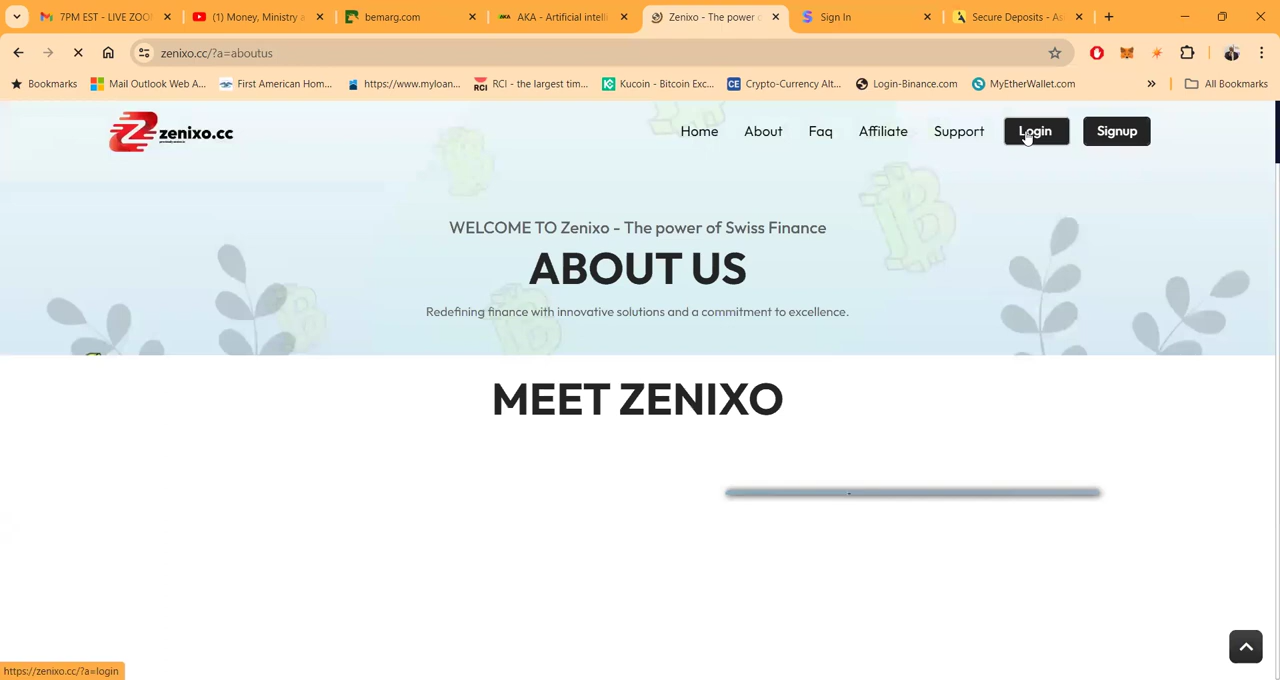 7PM EST - LIVE ZOO
(1) Money, Ministry a
bemarg.com
AKA - Artificial intell
Zenixo - The power o
Sign In
Secure Deposits - As
zenixo.cc/?a=aboutus
Bookmarks
Mail Outlook Web A...
First American Hom...
https://www.myloan...
RCI - the largest tim...
Kucoin - Bitcoin Exc...
Crypto-Currency Alt...
Login-Binance.com
MyEtherWallet.com
»
All Bookmarks
zenixo.cc
Home
About
Faq
Affiliate
Support
Login
Signup
WELCOME TO Zenixo - The power of Swiss Finance
ABOUT US
Redefining finance with innovative solutions and a commitment to excellence.
MEET ZENIXO
https://zenixo.cc/?a=login